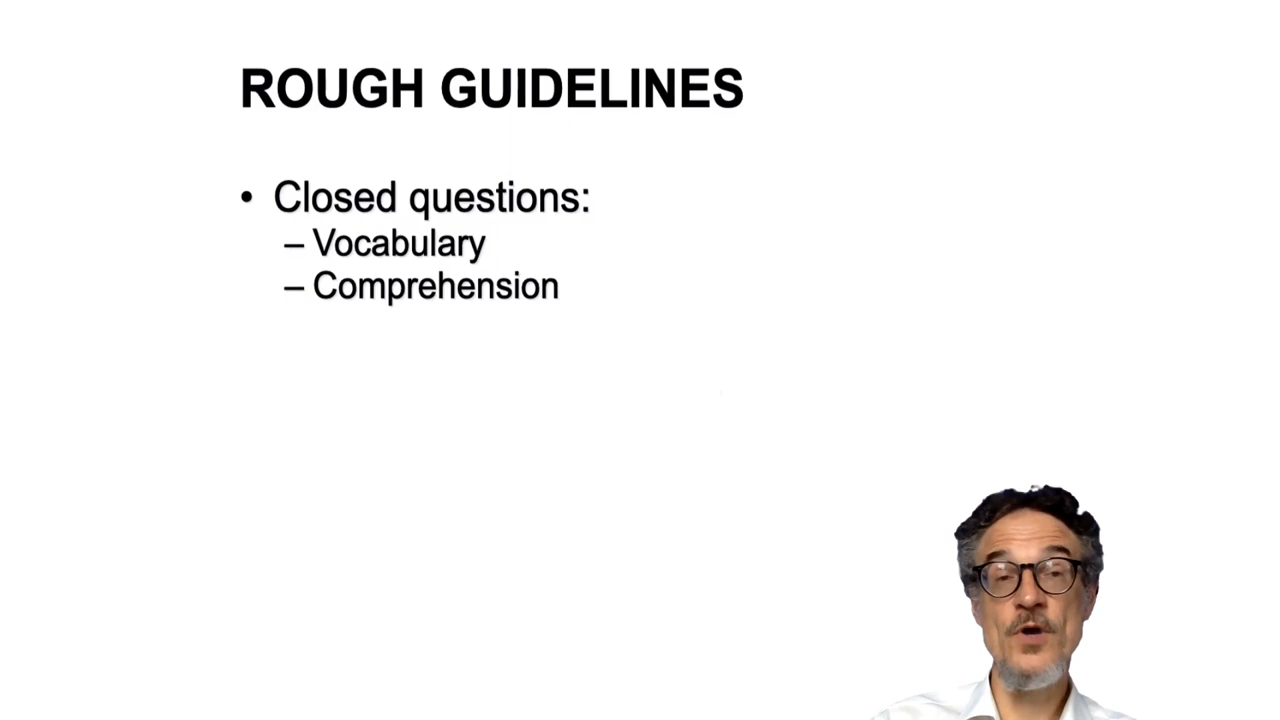 ROUGH GUIDELINES
• Closed questions:
– Vocabulary
– Comprehension